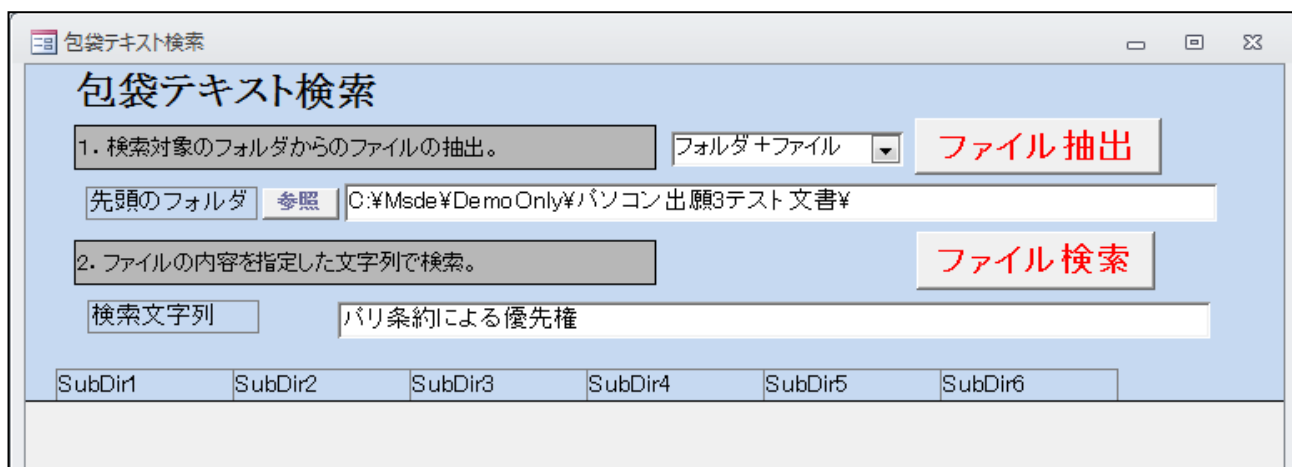 包袋テキスト検索
包袋テキスト検索
1．検索対象のフォルダからのファイルの抽出。 フォルダ＋ファイル ファイル抽出
先頭のフォルダ 参照 C:¥Msde¥DemoOnly¥パソコン出願3テスト文書¥
2．ファイルの内容を指定した文字列で検索。 ファイル検索
検索文字列 パリ条約による優先権
SubDir1 SubDir2 SubDir3 SubDir4 SubDir5 SubDir6